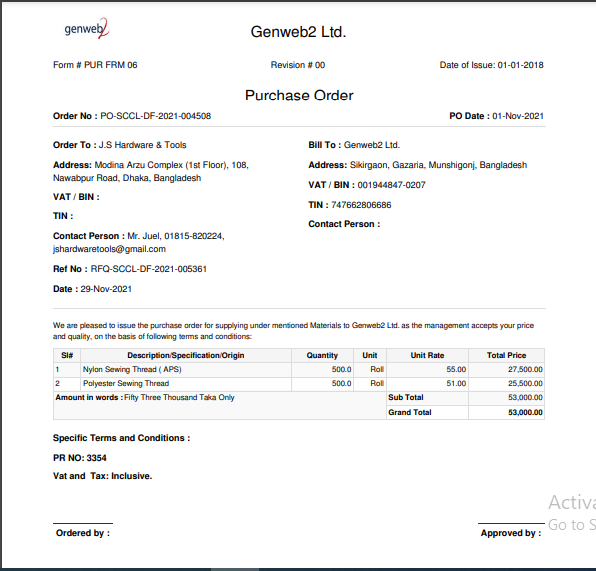 genweb2
Genweb2 Ltd.
Form # PUR FRM 06 Revision # 00 Date of Issue: 01-01-2018
Purchase Order
Order No : PO-SCCL-DF-2021-004508 PO Date : 01-Nov-2021
Order To : J.S Hardware & Tools
Address: Modina Arzu Complex (1st Floor), 108,
Nawabpur Road, Dhaka, Bangladesh
VAT / BIN :
TIN :
Contact Person : Mr. Juel, 01815-820224,
jshardwaretools@gmail.com
Ref No : RFQ-SCCL-DF-2021-005361
Date : 29-Nov-2021
Bill To : Genweb2 Ltd.
Address: Sikirgaon, Gazaria, Munshigonj, Bangladesh
VAT / BIN : 001944847-0207
TIN : 747662806686
Contact Person :
We are pleased to issue the purchase order for supplying under mentioned Materials to Genweb2 Ltd. as the management accepts your price
and quality, on the basis of following terms and conditions:
Sl# Description/Specification/Origin Quantity Unit Unit Rate Total Price
1 Nylon Sewing Thread ( APS) 500.0 Roll 55.00 27,500.00
2 Polyester Sewing Thread 500.0 Roll 51.00 25,500.00
Amount in words : Fifty Three Thousand Taka Only Sub Total 53,000.00
Grand Total 53,000.00
Specific Terms and Conditions :
PR NO: 3354
Vat and Tax: Inclusive.
Ordered by : Approved by :
Activa
Go to S